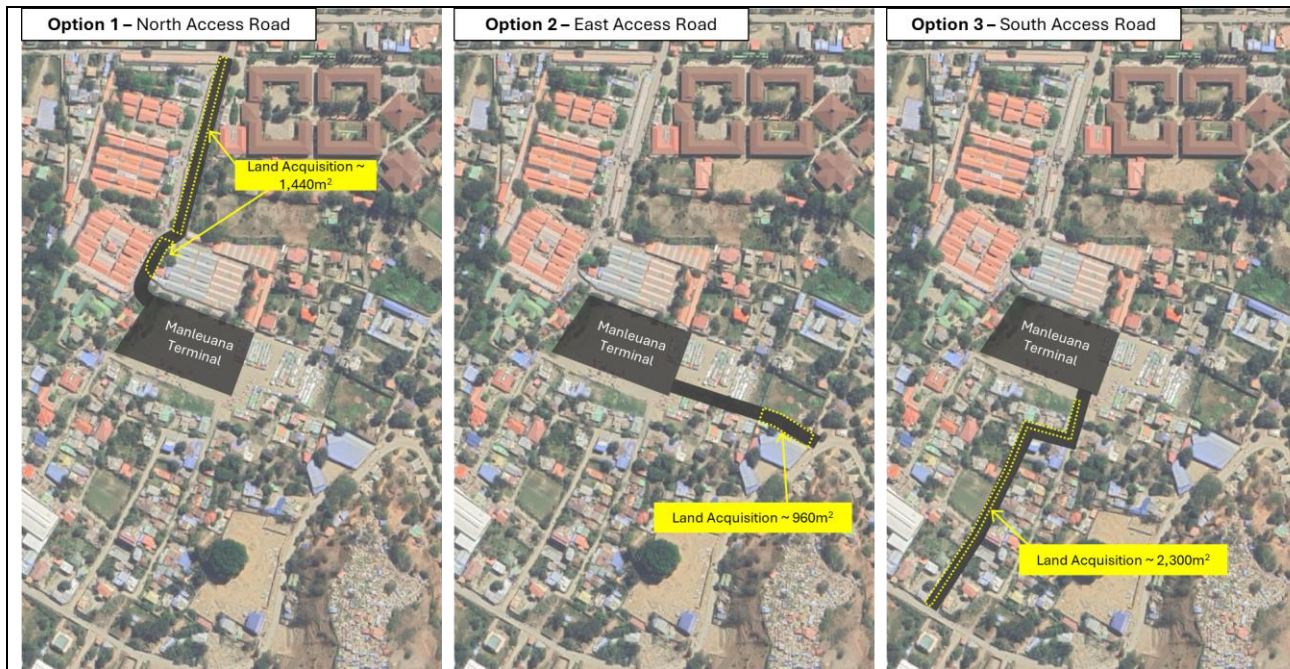 Option 1 – North Access Road
Land Acquisition ~
1,440m²
Manleuana
Terminal
Option 2 – East Access Road
Manleuana
Terminal
Land Acquisition ~ 960m²
Option 3 – South Access Road
Manleuana
Terminal
Land Acquisition ~ 2,300m²